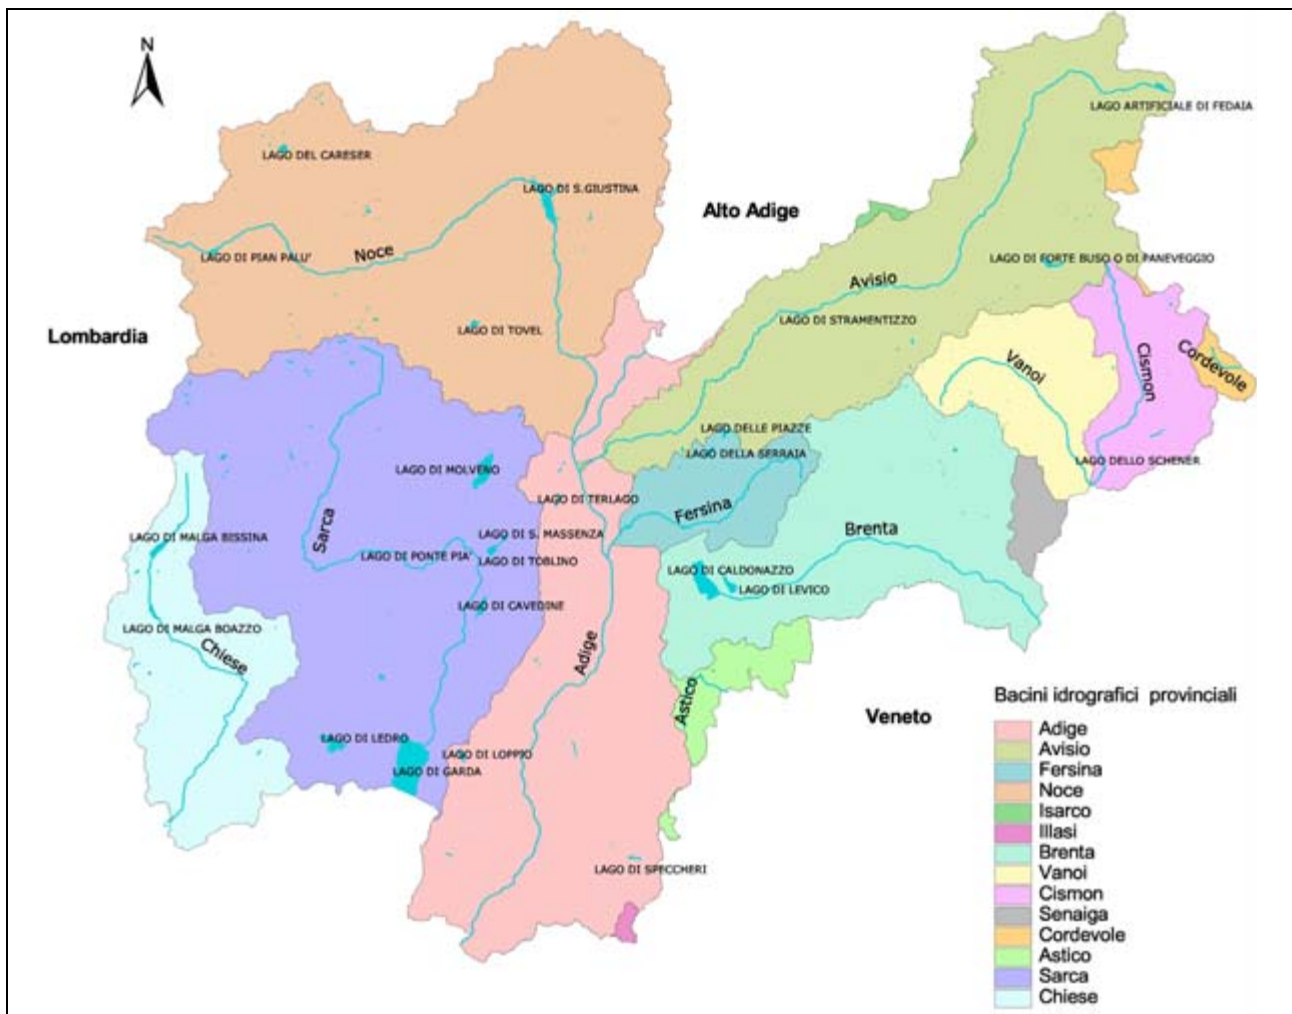 N
LAGO ARTIFICIALE DI FEDAIA
LAGO DEL CARESER
LAGO DI S.GIUSTINA
Alto Adige
Noce
LAGO DI PIAN PALU'
LAGO DI FORTE BUSO O DI PANEVEGGIO
Avisio
LAGO DI STRAMENTIZZO
LAGO DI TOVEL
Lombardia
Vanoi
Cismon
Cordevole
LAGO DELLE PIAZZE
LAGO DELLA SERRAIA
LAGO DELLO SCHENER
LAGO DI MOLVENO
LAGO DI TERLAGO
Fersina
Sarca
LAGO DI S. MASSENZA
Brenta
LAGO DI MALGA BISSINA
LAGO DI PONTE PIA'
LAGO DI TOBLINO
LAGO DI CALDONAZZO
LAGO DI LEVICO
LAGO DI CAVEDINE
LAGO DI MALGA BOAZZO
Chiese
Adige
Astico
Veneto
LAGO DI LEDRO
LAGO DI LOPPIO
LAGO DI GARDA
LAGO DI SPECCHERI
Bacini idrografici provinciali
Adige
Avisio
Fersina
Noce
Isarco
Illasi
Brenta
Vanoi
Cismon
Senaiga
Cordevole
Astico
Sarca
Chiese